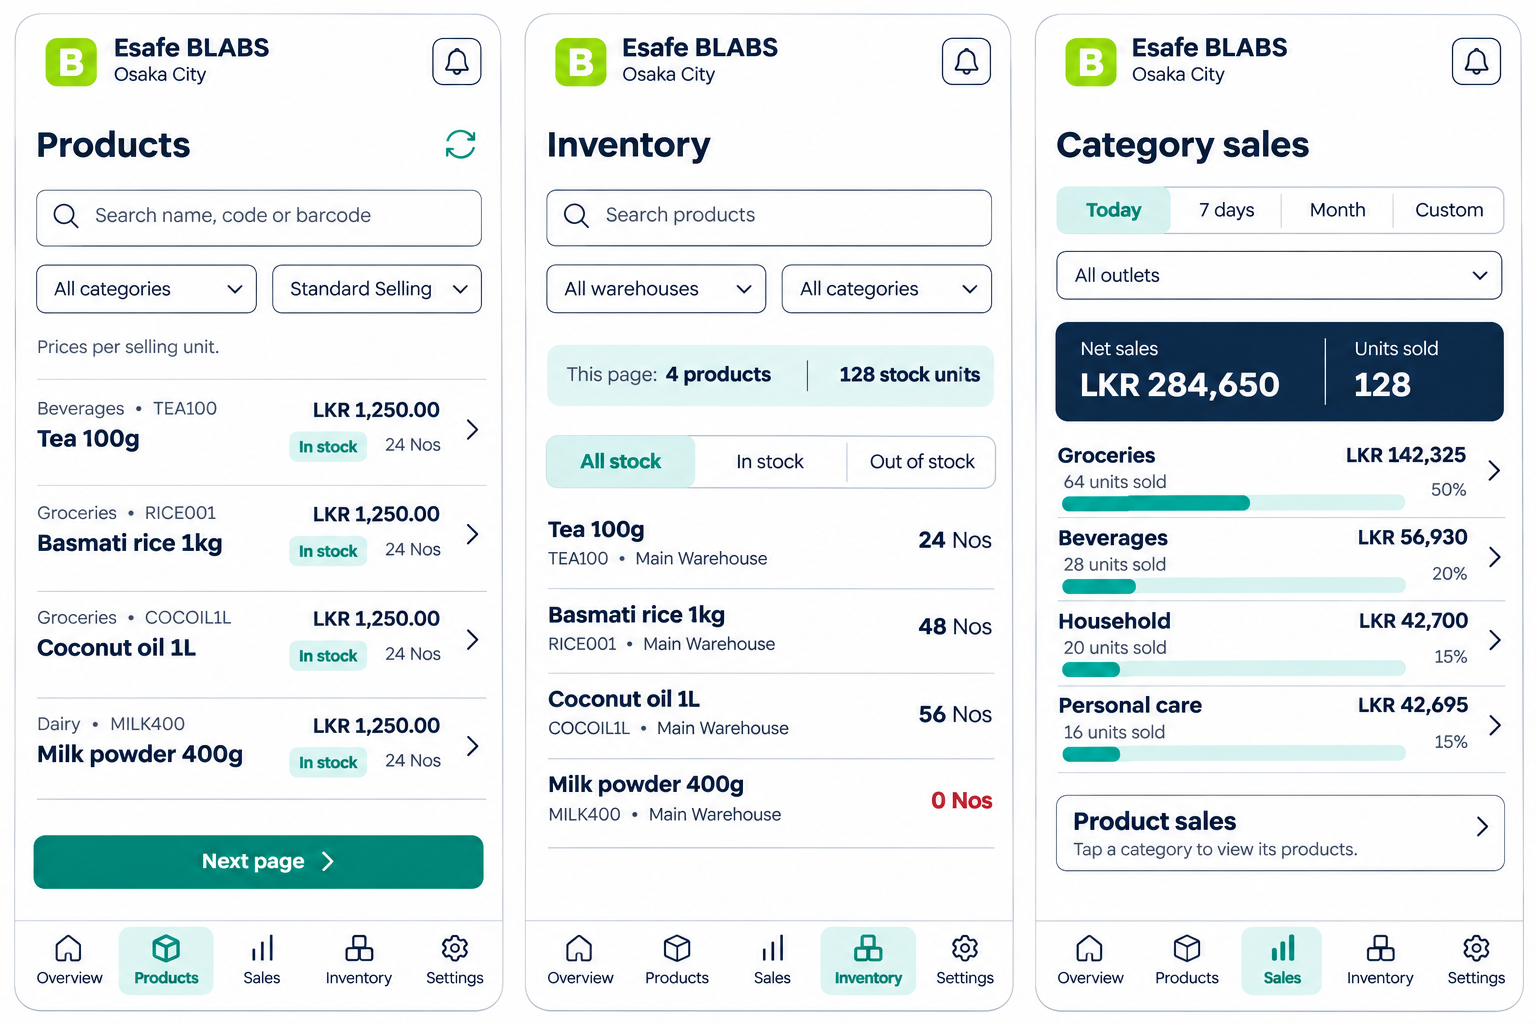 B
Esafe BLABS
Osaka City
Products
Search name, code or barcode
All categories
Standard Selling
Prices per selling unit.
Beverages • TEA100
LKR 1,250.00
Tea 100g
In stock
24 Nos
Groceries • RICE001
LKR 1,250.00
Basmati rice 1kg
In stock
24 Nos
Groceries • COCOIL1L
LKR 1,250.00
Coconut oil 1L
In stock
24 Nos
Dairy • MILK400
LKR 1,250.00
Milk powder 400g
In stock
24 Nos
Next page
Overview
Products
Sales
Inventory
Settings
B
Esafe BLABS
Osaka City
Inventory
Search products
All warehouses
All categories
This page: 4 products
128 stock units
All stock
In stock
Out of stock
Tea 100g
TEA100 • Main Warehouse
24 Nos
Basmati rice 1kg
RICE001 • Main Warehouse
48 Nos
Coconut oil 1L
COCOIL1L • Main Warehouse
56 Nos
Milk powder 400g
MILK400 • Main Warehouse
0 Nos
Overview
Products
Sales
Inventory
Settings
B
Esafe BLABS
Osaka City
Category sales
Today
7 days
Month
Custom
All outlets
Net sales
LKR 284,650
Units sold
128
Groceries
LKR 142,325
64 units sold
50%
Beverages
LKR 56,930
28 units sold
20%
Household
LKR 42,700
20 units sold
15%
Personal care
LKR 42,695
16 units sold
15%
Product sales
Tap a category to view its products.
Overview
Products
Sales
Inventory
Settings